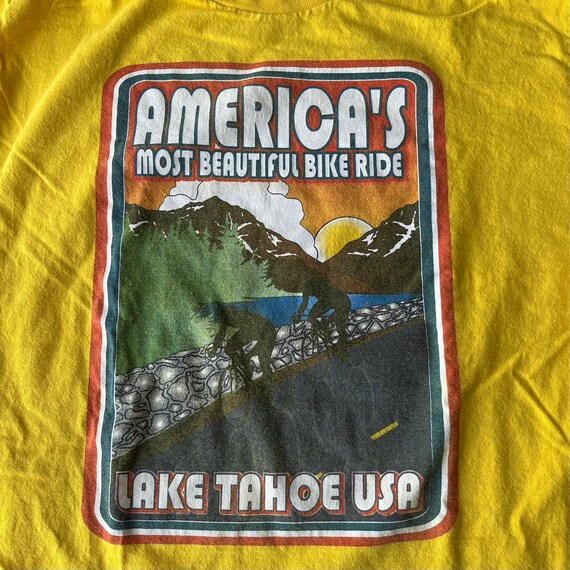 AMERICA'S
MOST BEAUTIFUL BIKE RIDE
LAKE TAHOE USA